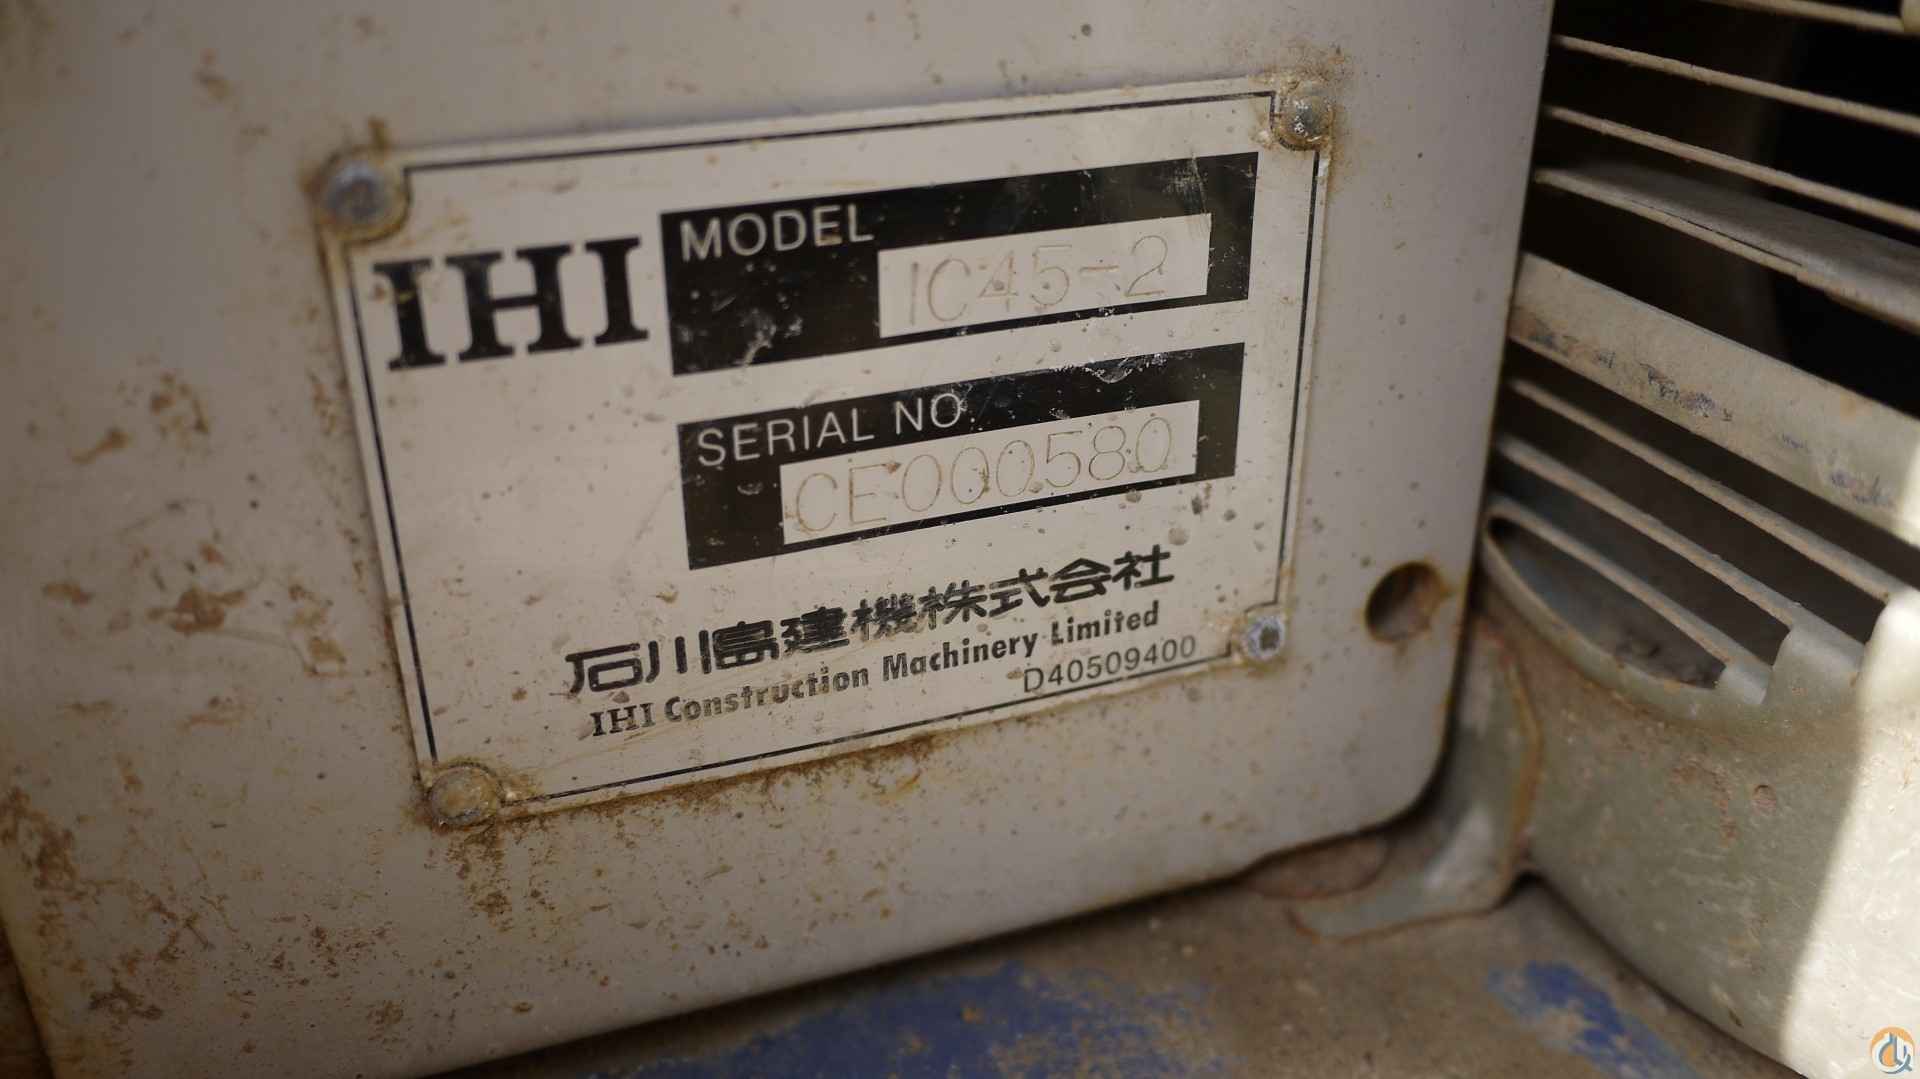 IHI
MODEL
IC45-2
SERIAL NO
CE000580
石川島建機株式会社
IHI Construction Machinery Limited
D40509400